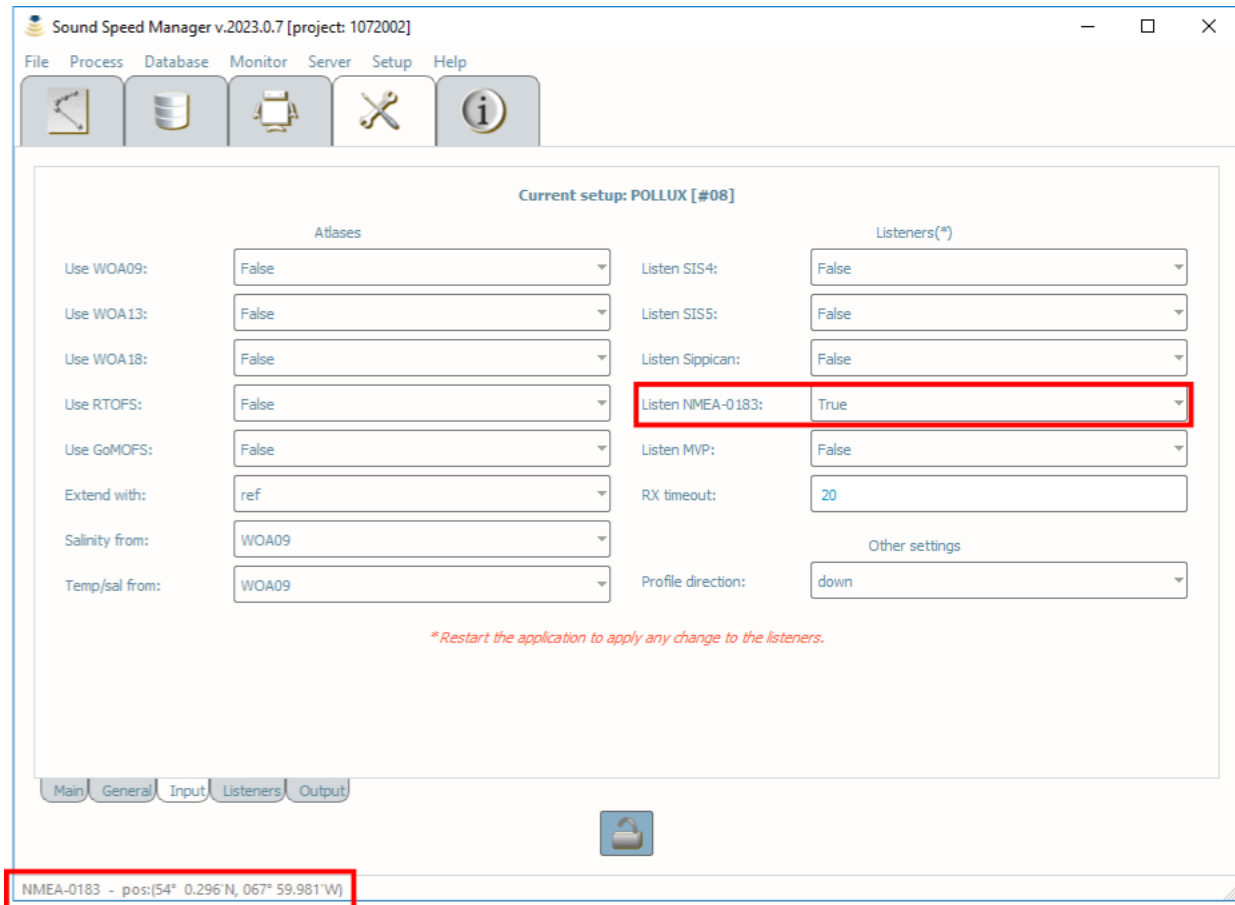 Sound Speed Manager v.2023.0.7 [project: 1072002]
File Process Database Monitor Server Setup Help
Current setup: POLLUX [#08]
Atlases
Listeners(*)
Use WOA09: False
Listen SIS4: False
Use WOA13: False
Listen SIS5: False
Use WOA18: False
Listen Sippican: False
Use RTOFS: False
Listen NMEA-0183: True
Use GoMOFS: False
Listen MVP: False
Extend with: ref
RX timeout: 20
Salinity from: WOA09
Other settings
Temp/sal from: WOA09
Profile direction: down
*Restart the application to apply any change to the listeners.
Main General Input Listeners Output
NMEA-0183 - pos:(54° 0.296'N, 067° 59.981'W)